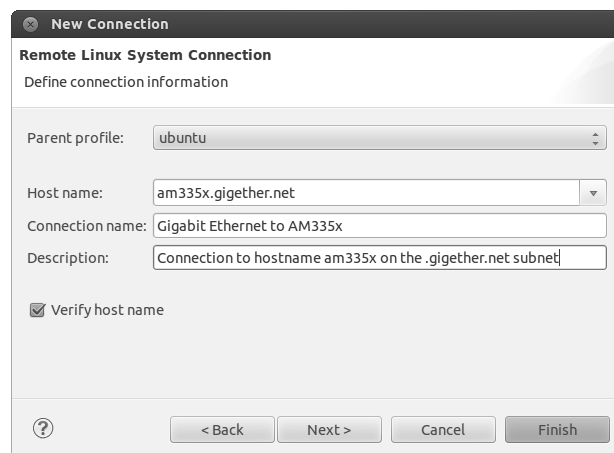 New Connection
Remote Linux System Connection
Define connection information
Parent profile: ubuntu
Host name: am335x.gigether.net
Connection name: Gigabit Ethernet to AM335x
Description: Connection to hostname am335x on the .gigether.net subnet
Verify host name
? < Back Next > Cancel Finish